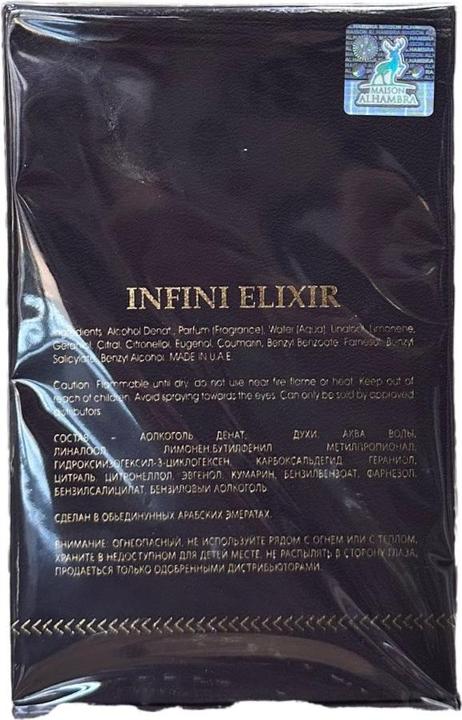 MAISON
ALHAMBRA
INFINI ELIXIR
Ingredients: Alcohol Denat., Parfum (Fragrance), Water (Aqua), Linalool, Limonene,
Geraniol, Citral, Citronellol, Eugenol, Coumarin, Benzyl Benzoate, Farnesol, Benzyl
Salicylate, Benzyl Alcohol. MADE IN U.A.E.
Caution: Flammable until dry, do not use near fire flame or heat. Keep out of
reach of children. Avoid spraying towards the eyes. Can only be sold by approved
distributors.
СОСТАВ - АОЛКОГОЛЬ ДЕНАТ, ДУХИ, АКВА ВОДЫ,
ЛИНАЛООЛ, ЛИМОНЕН.БУТИЛФЕНИЛ МЕТИЛПРОПИОНАЛ,
ГИДРОКСИИЗОГЕКСИЛ-3-ЦИКЛОГЕКСЕН, КАРБОКСАЛЬДЕГИД ГЕРАНИОЛ,
ЦИТРАЛЬ, ЦИТРОНЕЛЛОЛ, ЭВГЕНОЛ, КУМАРИН, БЕНЗИЛВЕНЗОАТ, ФАРНЕЗОЛ,
БЕНЗИЛСАЛИЦИЛАТ, БЕНЗИЛОВЫИ АОЛКОГОЛЬ
СДЕЛАН В ОБЬЕДИНУННЫХ АРАБСКИХ ЭМЕРАТАХ.
ВНИМАНИЕ: ОГНЕОПАСНЫЙ, НЕ ИСПОЛЬЗУЙТЕ РЯДОМ С ОГНЕМ ИЛИ С ТЕПЛОМ,
ХРАНИТЕ В НЕДОСТУПНОМ ДЛЯ ДЕТЕЙ МЕСТЕ. НЕ РАСПЫЛЯТЬ В СТОРОНУ ГЛАЗА,
ПРОДАЕТЬСЯ ТОЛЬКО ОДОБРЕННЫМИ ДИСТРИБЬЮТОРАМИ.